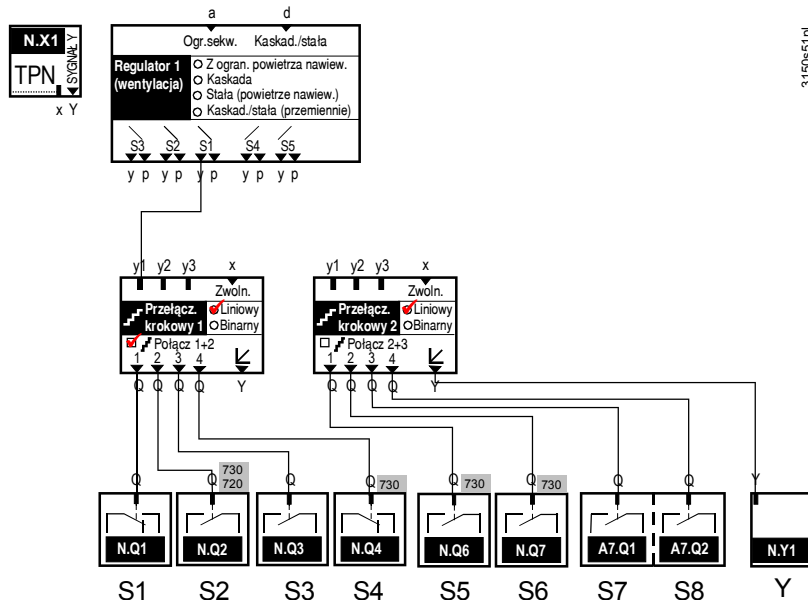 a d
3150s51pl
N.X1
SYGNAŁ Y
TPN
x Y
Ogr.sekw. Kaskad./stała
Regulator 1
(wentylacja)
Z ogran. powietrza nawiew.
Kaskada
Stała (powietrze nawiew.)
Kaskad./stała (przemiennie)
S3 S2 S1 S4 S5
y p y p y p y p y p
y1 y2 y3 x
Zwoln.
Przełącz.
krokowy 1
Liniowy
Binarny
Połącz 1+2
1 2 3 4
Q Q Q Q Y
y1 y2 y3 x
Zwoln.
Przełącz.
krokowy 2
Liniowy
Binarny
Połącz 2+3
1 2 3 4
Q Q Q Q Y
Q Q 730
720
Q Q 730 Q 730 Q 730 Q Q Y
N.Q1 N.Q2 N.Q3 N.Q4 N.Q6 N.Q7 A7.Q1 A7.Q2 N.Y1
S1 S2 S3 S4 S5 S6 S7 S8 Y